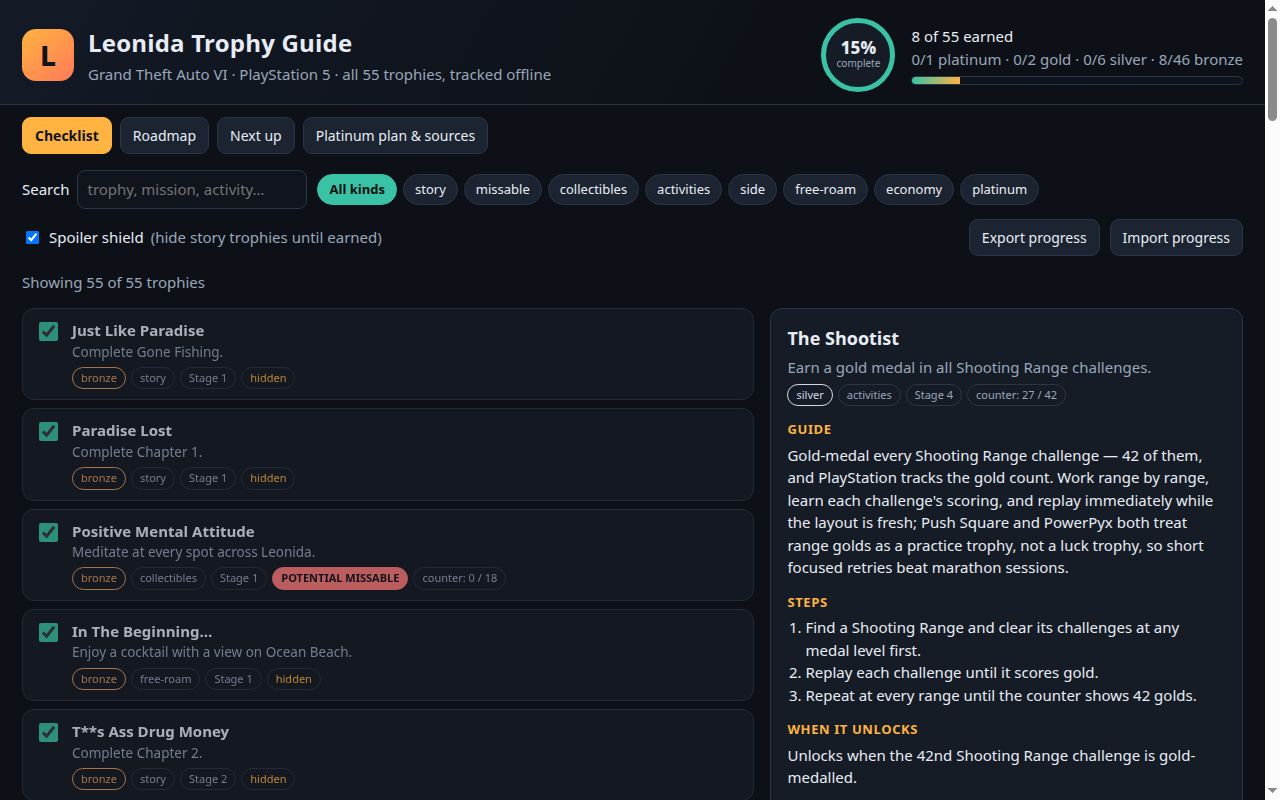 L
Leonida Trophy Guide
Grand Theft Auto VI · PlayStation 5 · all 55 trophies, tracked offline
15%
complete
8 of 55 earned
0/1 platinum · 0/2 gold · 0/6 silver · 8/46 bronze
Checklist
Roadmap
Next up
Platinum plan & sources
Search
trophy, mission, activity...
All kinds
story
missable
collectibles
activities
side
free-roam
economy
platinum
Spoiler shield (hide story trophies until earned)
Export progress
Import progress
Showing 55 of 55 trophies
Just Like Paradise
Complete Gone Fishing.
bronze
story
Stage 1
hidden
Paradise Lost
Complete Chapter 1.
bronze
story
Stage 1
hidden
Positive Mental Attitude
Meditate at every spot across Leonida.
bronze
collectibles
Stage 1
POTENTIAL MISSABLE
counter: 0 / 18
In The Beginning...
Enjoy a cocktail with a view on Ocean Beach.
bronze
free-roam
Stage 1
hidden
T**s Ass Drug Money
Complete Chapter 2.
bronze
story
Stage 2
hidden
The Shootist
Earn a gold medal in all Shooting Range challenges.
silver
activities
Stage 4
counter: 27 / 42
GUIDE
Gold-medal every Shooting Range challenge — 42 of them,
and PlayStation tracks the gold count. Work range by range,
learn each challenge's scoring, and replay immediately while
the layout is fresh; Push Square and PowerPyx both treat
range golds as a practice trophy, not a luck trophy, so short
focused retries beat marathon sessions.
STEPS
1. Find a Shooting Range and clear its challenges at any
medal level first.
2. Replay each challenge until it scores gold.
3. Repeat at every range until the counter shows 42 golds.
WHEN IT UNLOCKS
Unlocks when the 42nd Shooting Range challenge is gold-
medalled.